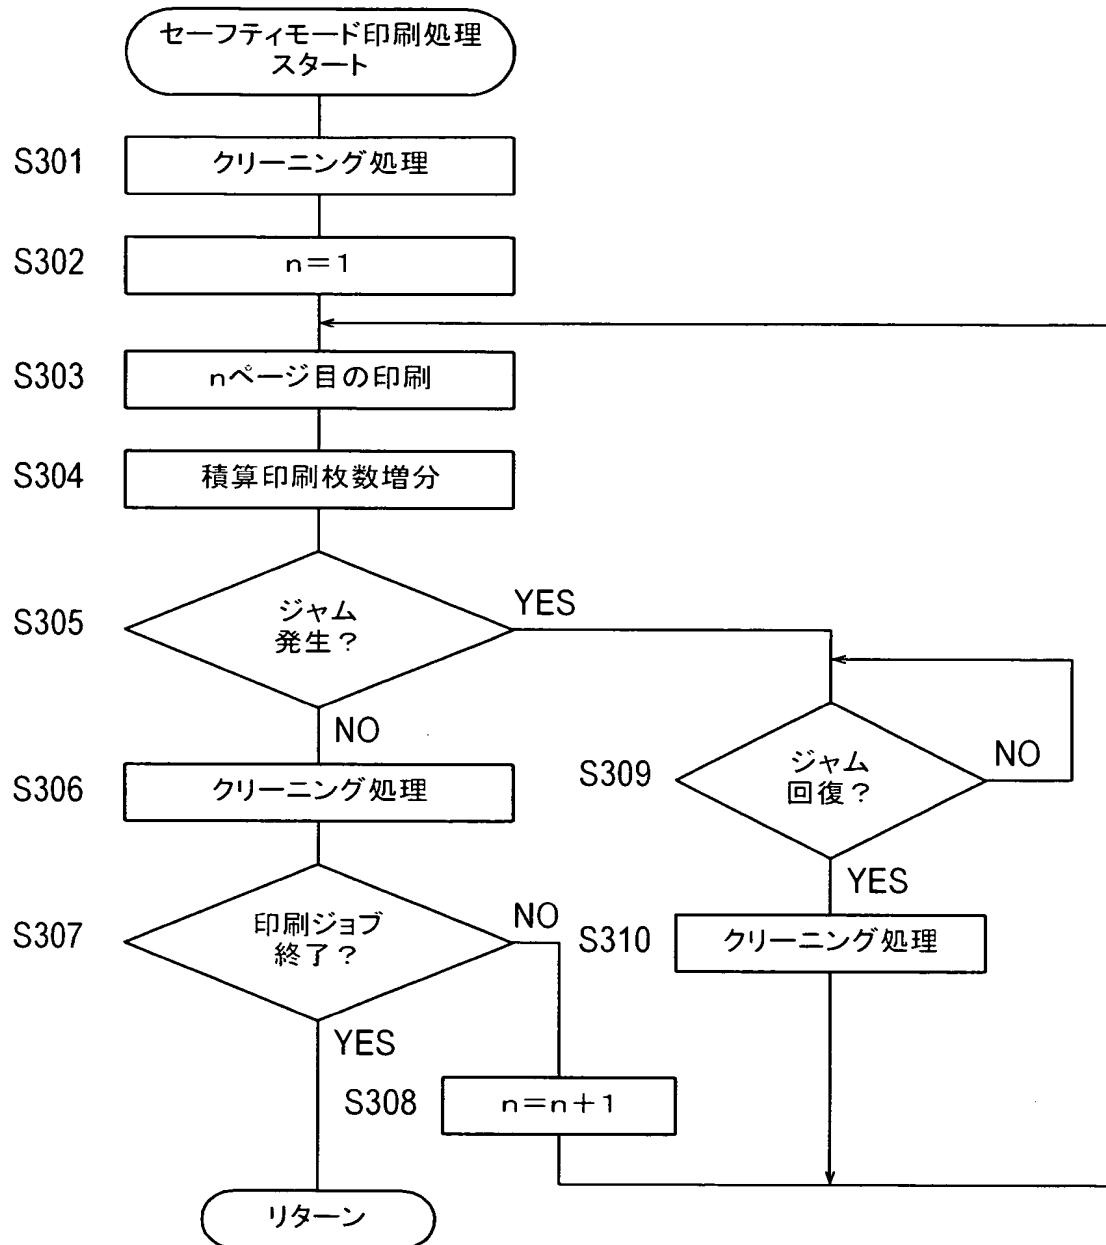 セーフティモード印刷処理
スタート
S301
クリーニング処理
S302
n=1
S303
nページ目の印刷
S304
積算印刷枚数増分
S305
ジャム
発生?
YES
NO
S306
クリーニング処理
S307
印刷ジョブ
終了?
NO
YES
S308
n=n+1
リターン
S309
ジャム
回復?
NO
YES
S310
クリーニング処理